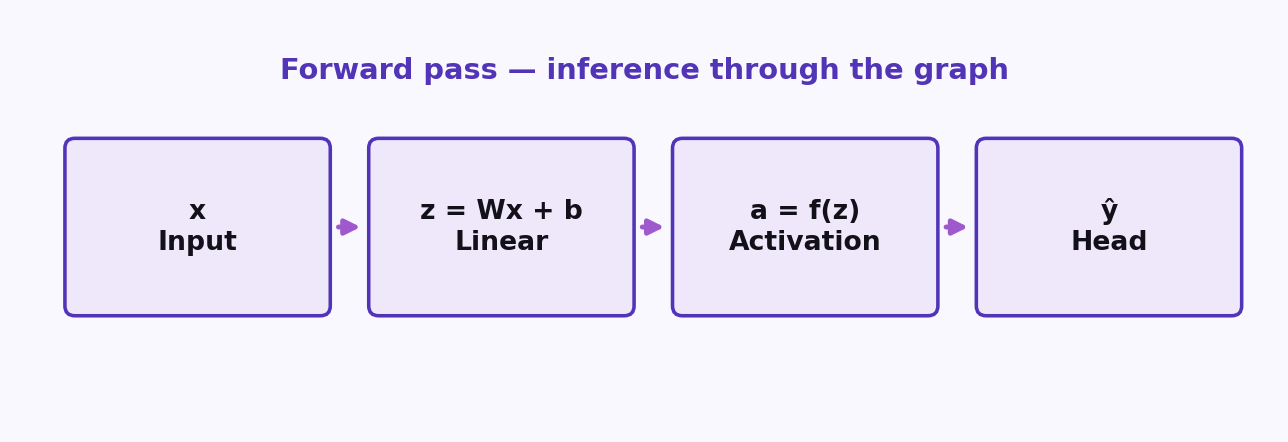 Forward pass — inference through the graph
x
Input
z = Wx + b
Linear
a = f(z)
Activation
ŷ
Head